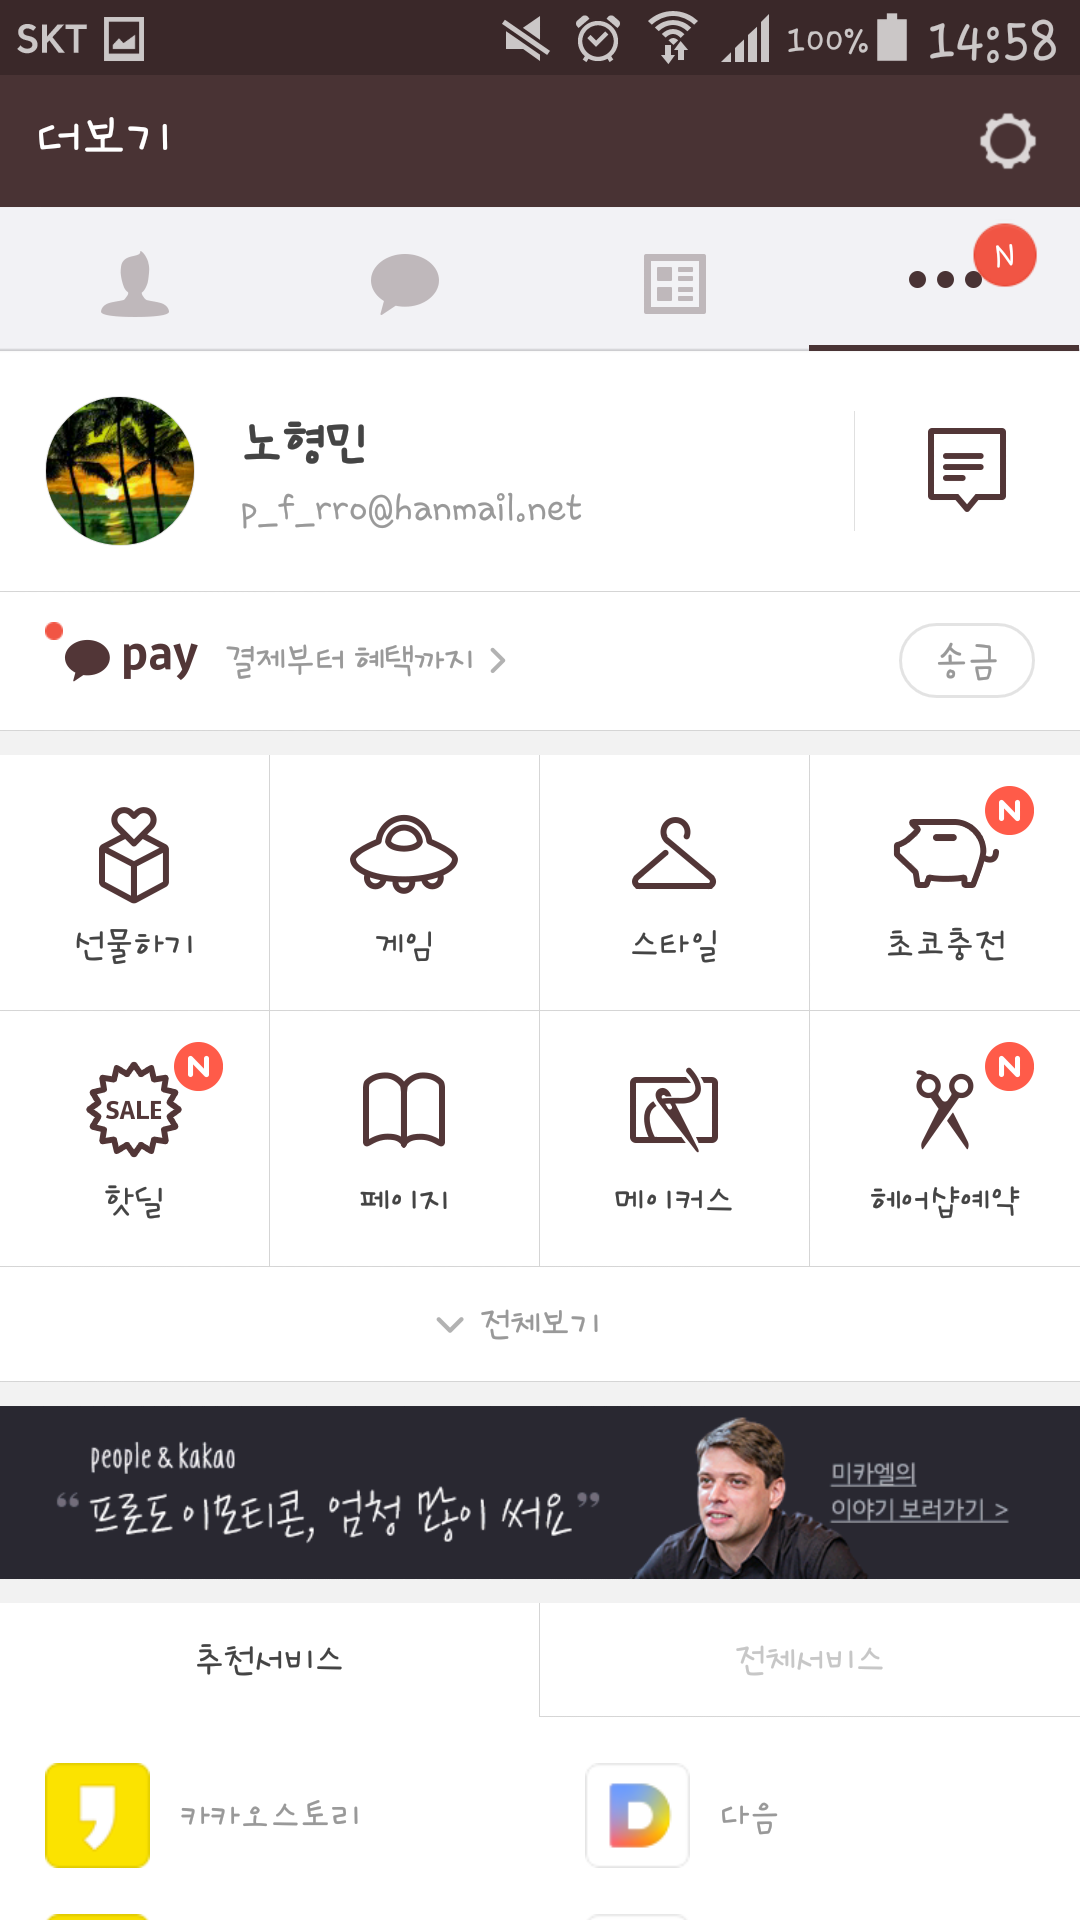 SKT 100% 14:58
더보기
N
노형민
p_f_rro@hanmail.net
pay 결제부터 혜택까지 > 송금
N
선물하기 게임 스타일 초코충전
N N
SALE
핫딜 페이지 메이커스 헤어샵예약
전체보기
people & kakao
“프로도 이모티콘, 엄청 많이 써요”
미카엘의
이야기 보러가기 >
추천서비스 전체서비스
카카오스토리 다음